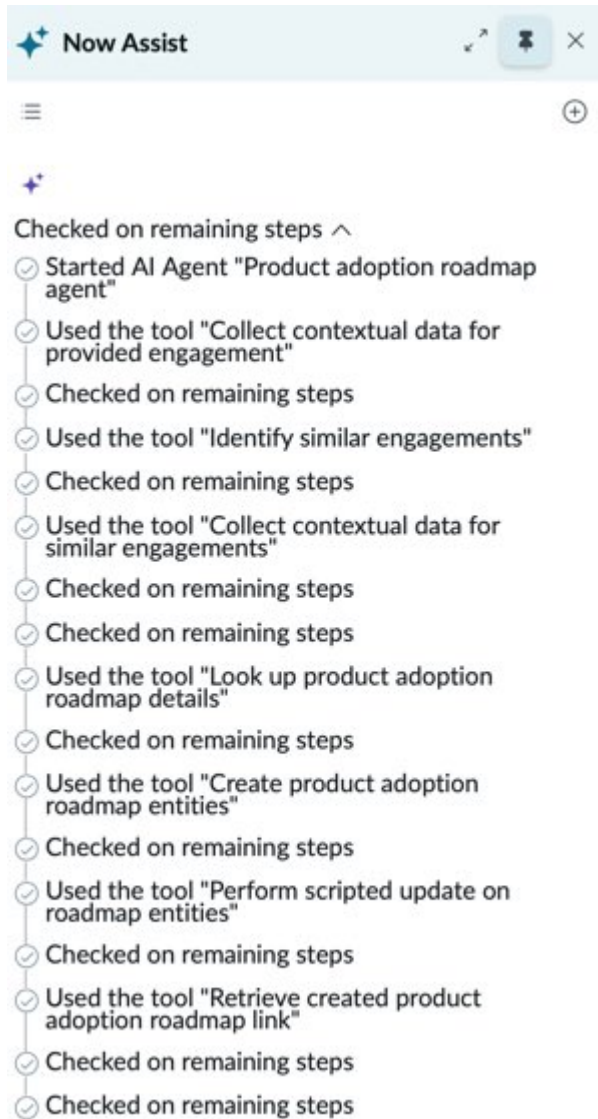 Now Assist
Checked on remaining steps
Started AI Agent "Product adoption roadmap
agent"
Used the tool "Collect contextual data for
provided engagement"
Checked on remaining steps
Used the tool "Identify similar engagements"
Checked on remaining steps
Used the tool "Collect contextual data for
similar engagements"
Checked on remaining steps
Checked on remaining steps
Used the tool "Look up product adoption
roadmap details"
Checked on remaining steps
Used the tool "Create product adoption
roadmap entities"
Checked on remaining steps
Used the tool "Perform scripted update on
roadmap entities"
Checked on remaining steps
Used the tool "Retrieve created product
adoption roadmap link"
Checked on remaining steps
Checked on remaining steps